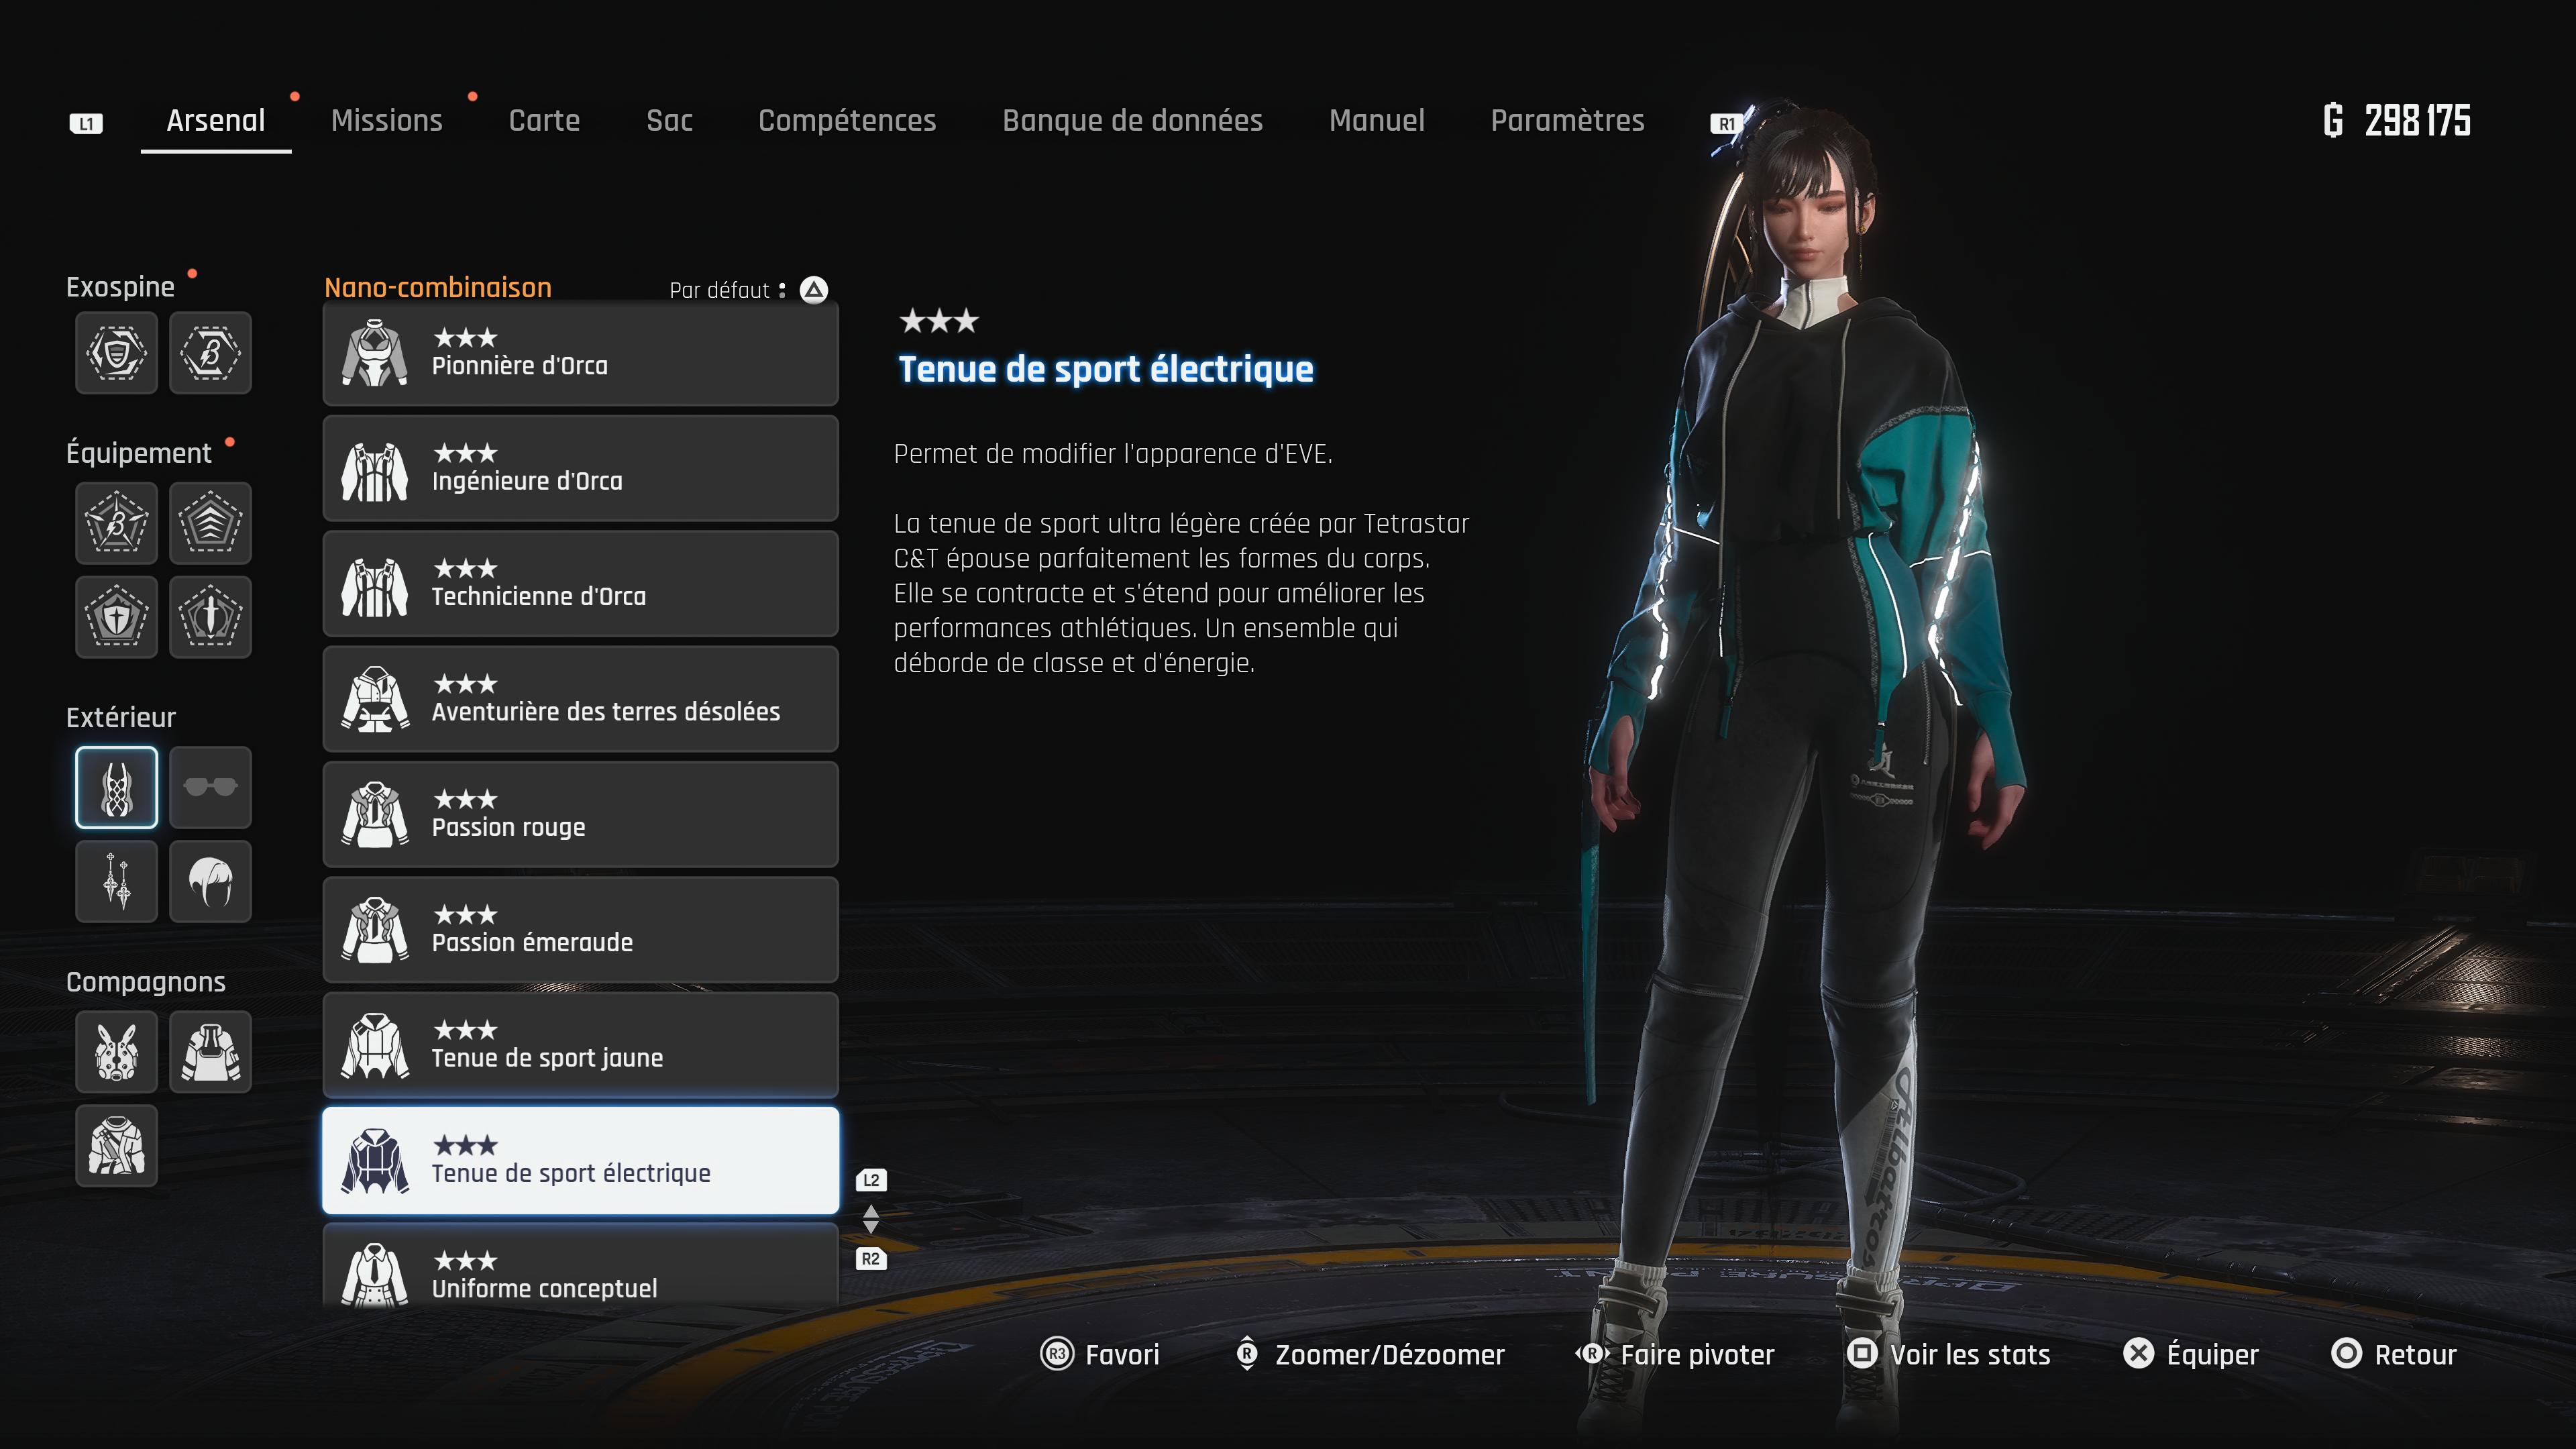 L1
Arsenal
Missions
Carte
Sac
Compétences
Banque de données
Manuel
Paramètres
R1
298 175
Exospine
Équipement
Extérieur
Compagnons
Nano-combinaison
Par défaut :
Pionnière d'Orca
Ingénieure d'Orca
Technicienne d'Orca
Aventurière des terres désolées
Passion rouge
Passion émeraude
Tenue de sport jaune
Tenue de sport électrique
Uniforme conceptuel
L2
R2
Tenue de sport électrique
Permet de modifier l'apparence d'EVE.
La tenue de sport ultra légère créée par Tetrastar
C&T épouse parfaitement les formes du corps.
Elle se contracte et s'étend pour améliorer les
performances athlétiques. Un ensemble qui
déborde de classe et d'énergie.
Albatros
R3 Favori
R Zoomer/Dézoomer
R Faire pivoter
Voir les stats
Équiper
Retour